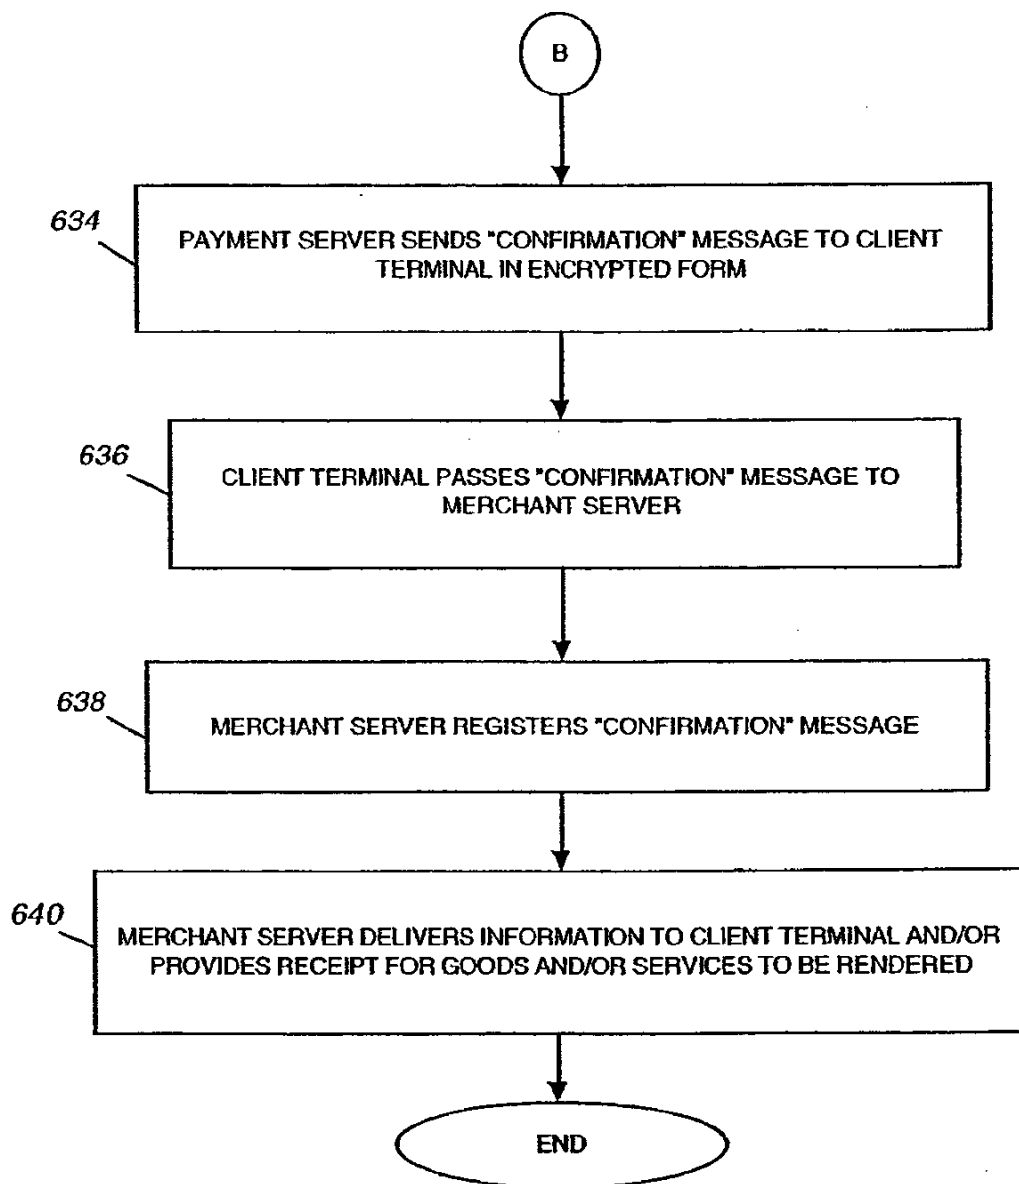 B
634
PAYMENT SERVER SENDS "CONFIRMATION" MESSAGE TO CLIENT
TERMINAL IN ENCRYPTED FORM
636
CLIENT TERMINAL PASSES "CONFIRMATION" MESSAGE TO
MERCHANT SERVER
638
MERCHANT SERVER REGISTERS "CONFIRMATION" MESSAGE
640
MERCHANT SERVER DELIVERS INFORMATION TO CLIENT TERMINAL AND/OR
PROVIDES RECEIPT FOR GOODS AND/OR SERVICES TO BE RENDERED
END